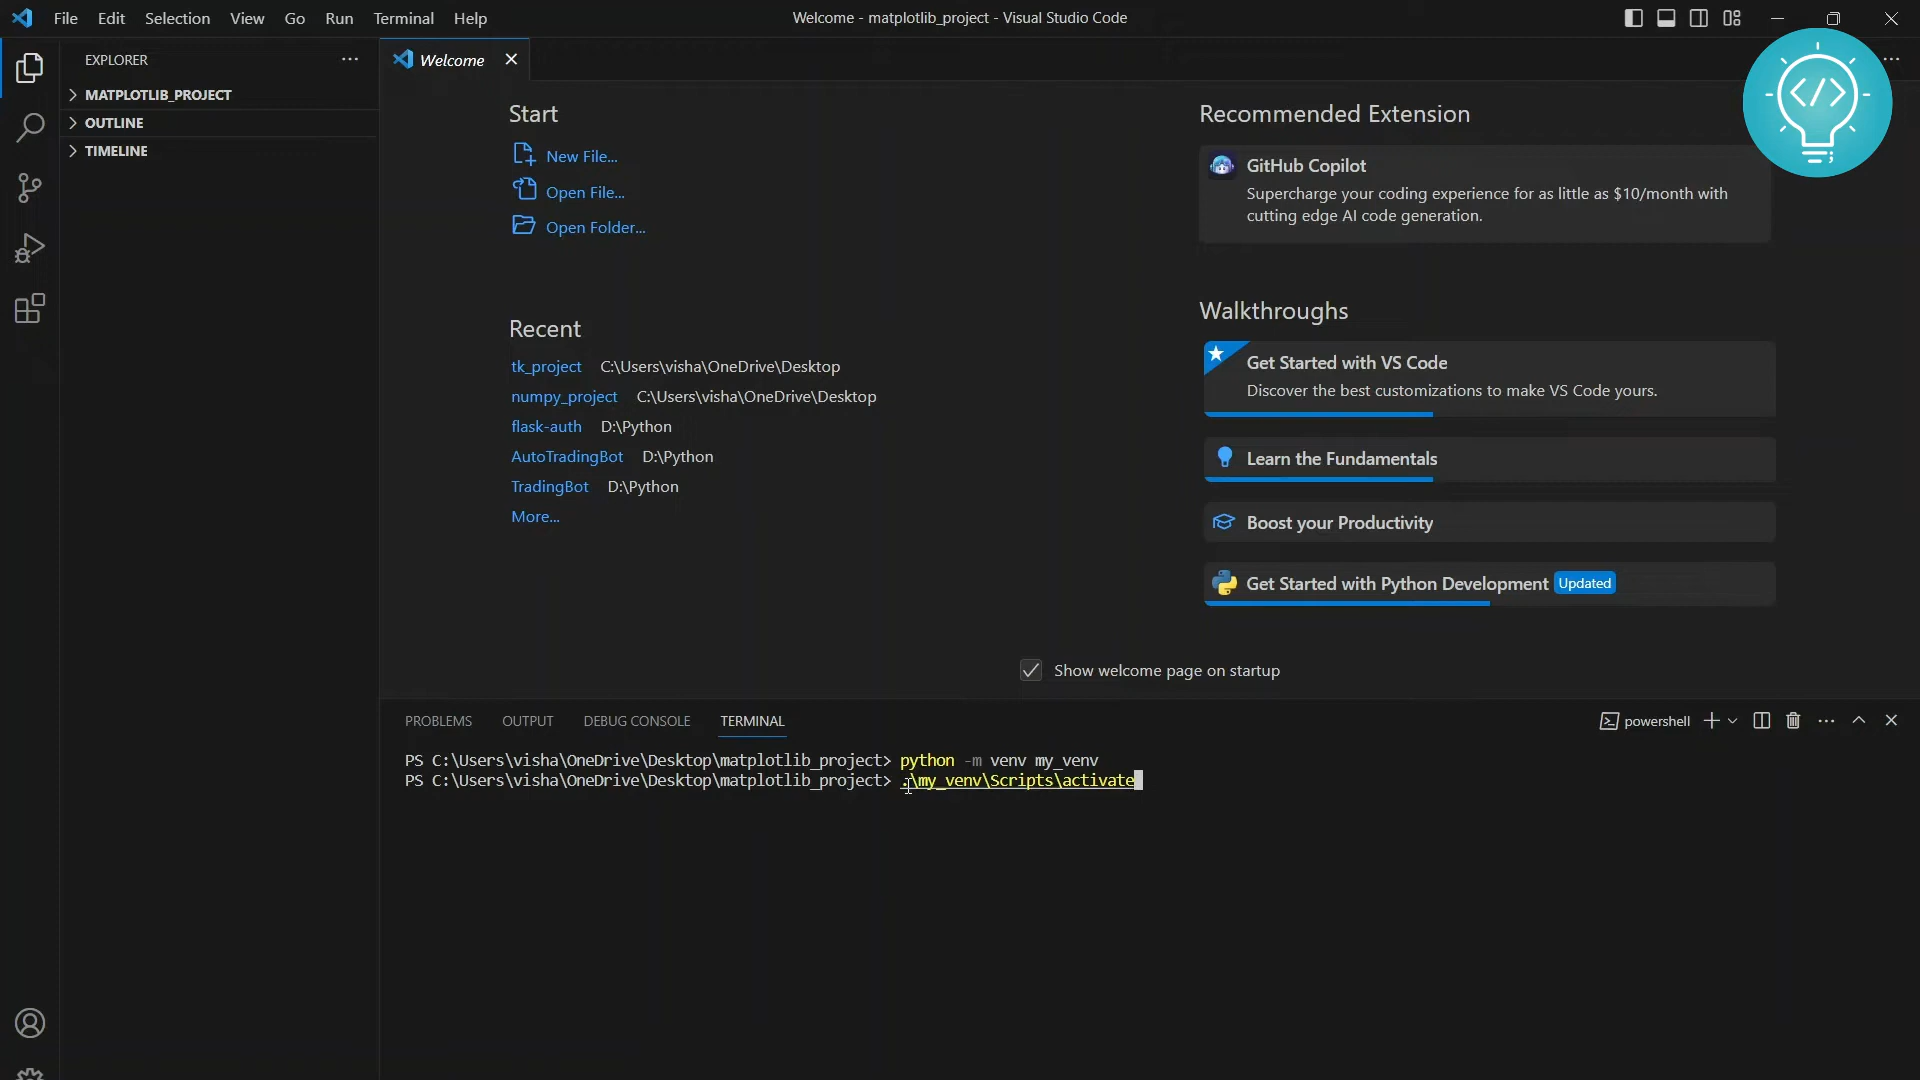 File Edit Selection View Go Run Terminal Help
Welcome - matplotlib_project - Visual Studio Code
EXPLORER
MATPLOTLIB_PROJECT
OUTLINE
TIMELINE
Welcome
Start
New File...
Open File...
Open Folder...
Recent
tk_project C:\Users\visha\OneDrive\Desktop
numpy_project C:\Users\visha\OneDrive\Desktop
flask-auth D:\Python
AutoTradingBot D:\Python
TradingBot D:\Python
More...
Recommended Extension
GitHub Copilot
Supercharge your coding experience for as little as $10/month with
cutting edge AI code generation.
Walkthroughs
Get Started with VS Code
Discover the best customizations to make VS Code yours.
Learn the Fundamentals
Boost your Productivity
Get Started with Python Development Updated
Show welcome page on startup
PROBLEMS OUTPUT DEBUG CONSOLE TERMINAL
powershell
PS C:\Users\visha\OneDrive\Desktop\matplotlib_project> python -m venv my_venv
PS C:\Users\visha\OneDrive\Desktop\matplotlib_project> .\my_venv\Scripts\activate